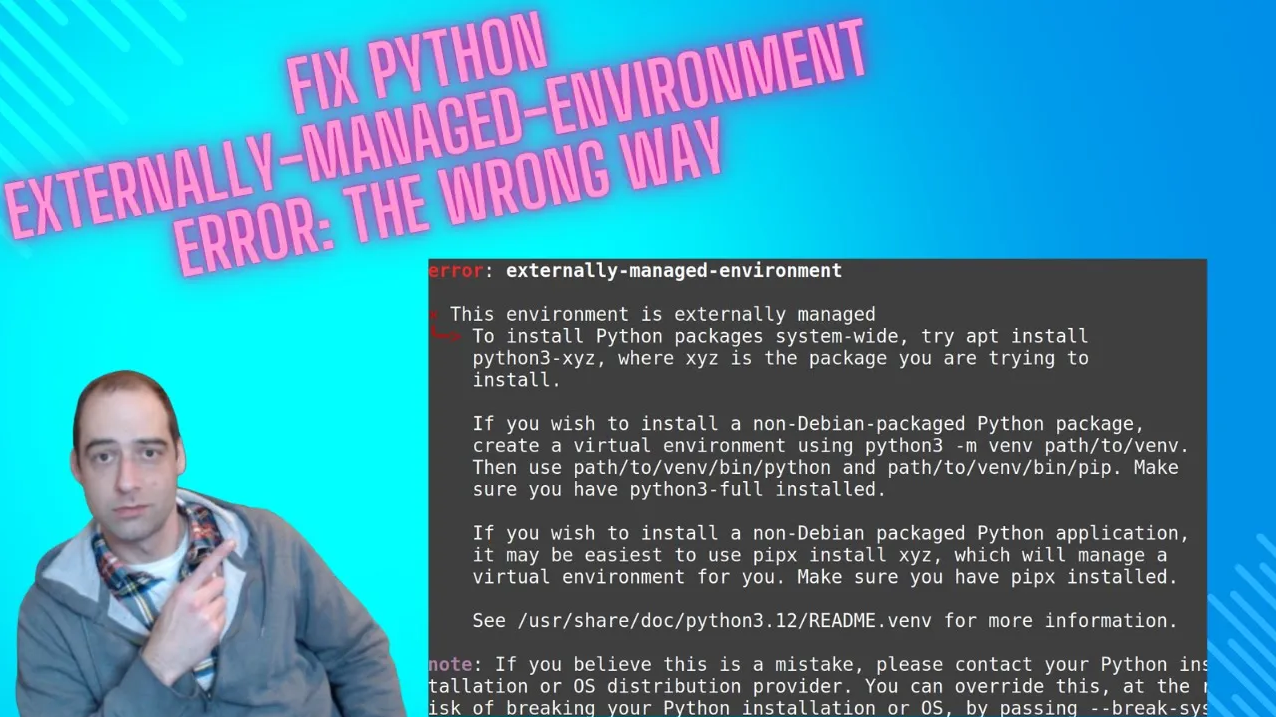 FIX PYTHON
EXTERNALLY-MANAGED-ENVIRONMENT
ERROR: THE WRONG WAY
error: externally-managed-environment
This environment is externally managed
To install Python packages system-wide, try apt install
python3-xyz, where xyz is the package you are trying to
install.
If you wish to install a non-Debian-packaged Python package,
create a virtual environment using python3 -m venv path/to/venv.
Then use path/to/venv/bin/python and path/to/venv/bin/pip. Make
sure you have python3-full installed.
If you wish to install a non-Debian packaged Python application,
it may be easiest to use pipx install xyz, which will manage a
virtual environment for you. Make sure you have pipx installed.
See /usr/share/doc/python3.12/README.venv for more information.
note: If you believe this is a mistake, please contact your Python ins
tallation or OS distribution provider. You can override this, at the r
isk of breaking your Python installation or OS, by passing --break-sys